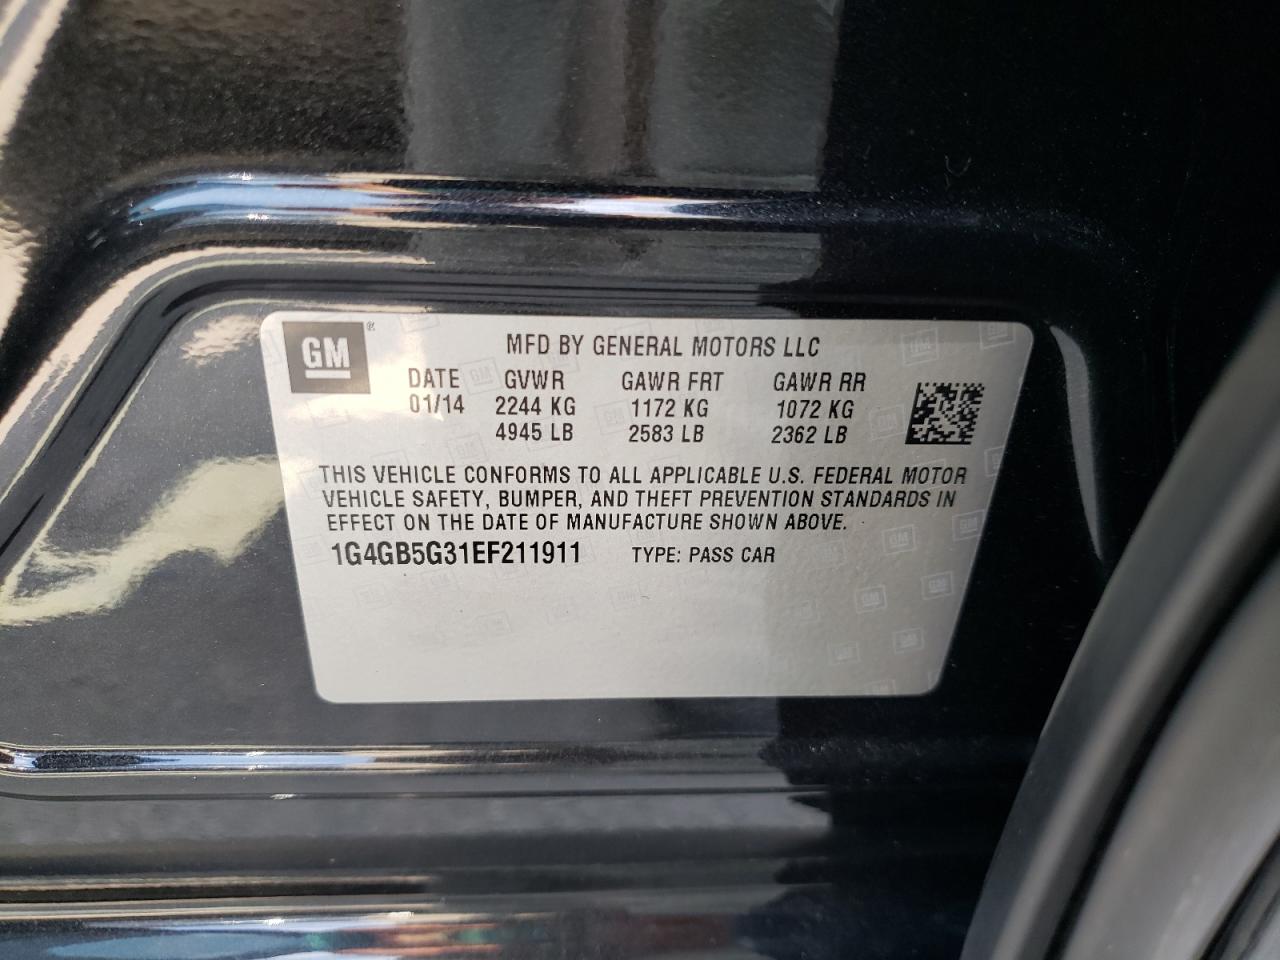 GM
MFD BY GENERAL MOTORS LLC
DATE GVWR GAWR FRT GAWR RR
01/14 2244 KG 1172 KG 1072 KG
4945 LB 2583 LB 2362 LB
THIS VEHICLE CONFORMS TO ALL APPLICABLE U.S. FEDERAL MOTOR
VEHICLE SAFETY, BUMPER, AND THEFT PREVENTION STANDARDS IN
EFFECT ON THE DATE OF MANUFACTURE SHOWN ABOVE.
1G4GB5G31EF211911 TYPE: PASS CAR